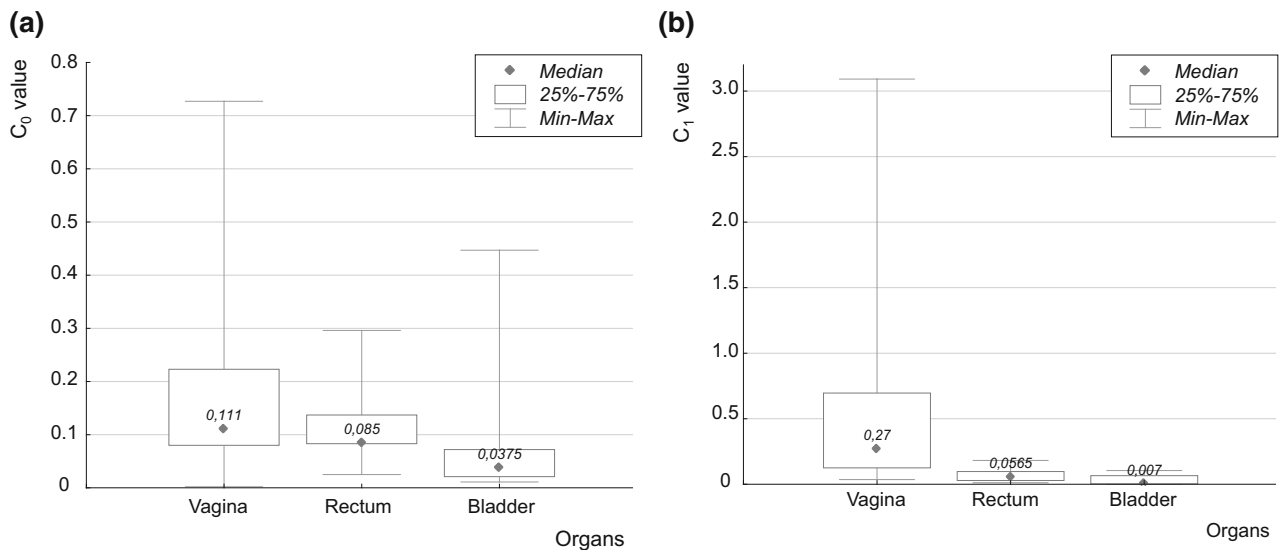 (a)
C0 value
0.8
0.7
0.6
0.5
0.4
0.3
0.2
0.1
0
Median
25%-75%
Min-Max
0,111
0,085
0,0375
Vagina
Rectum
Bladder
Organs
(b)
C1 value
3.0
2.5
2.0
1.5
1.0
0.5
0
Median
25%-75%
Min-Max
0,27
0,0565
0,007
Vagina
Rectum
Bladder
Organs